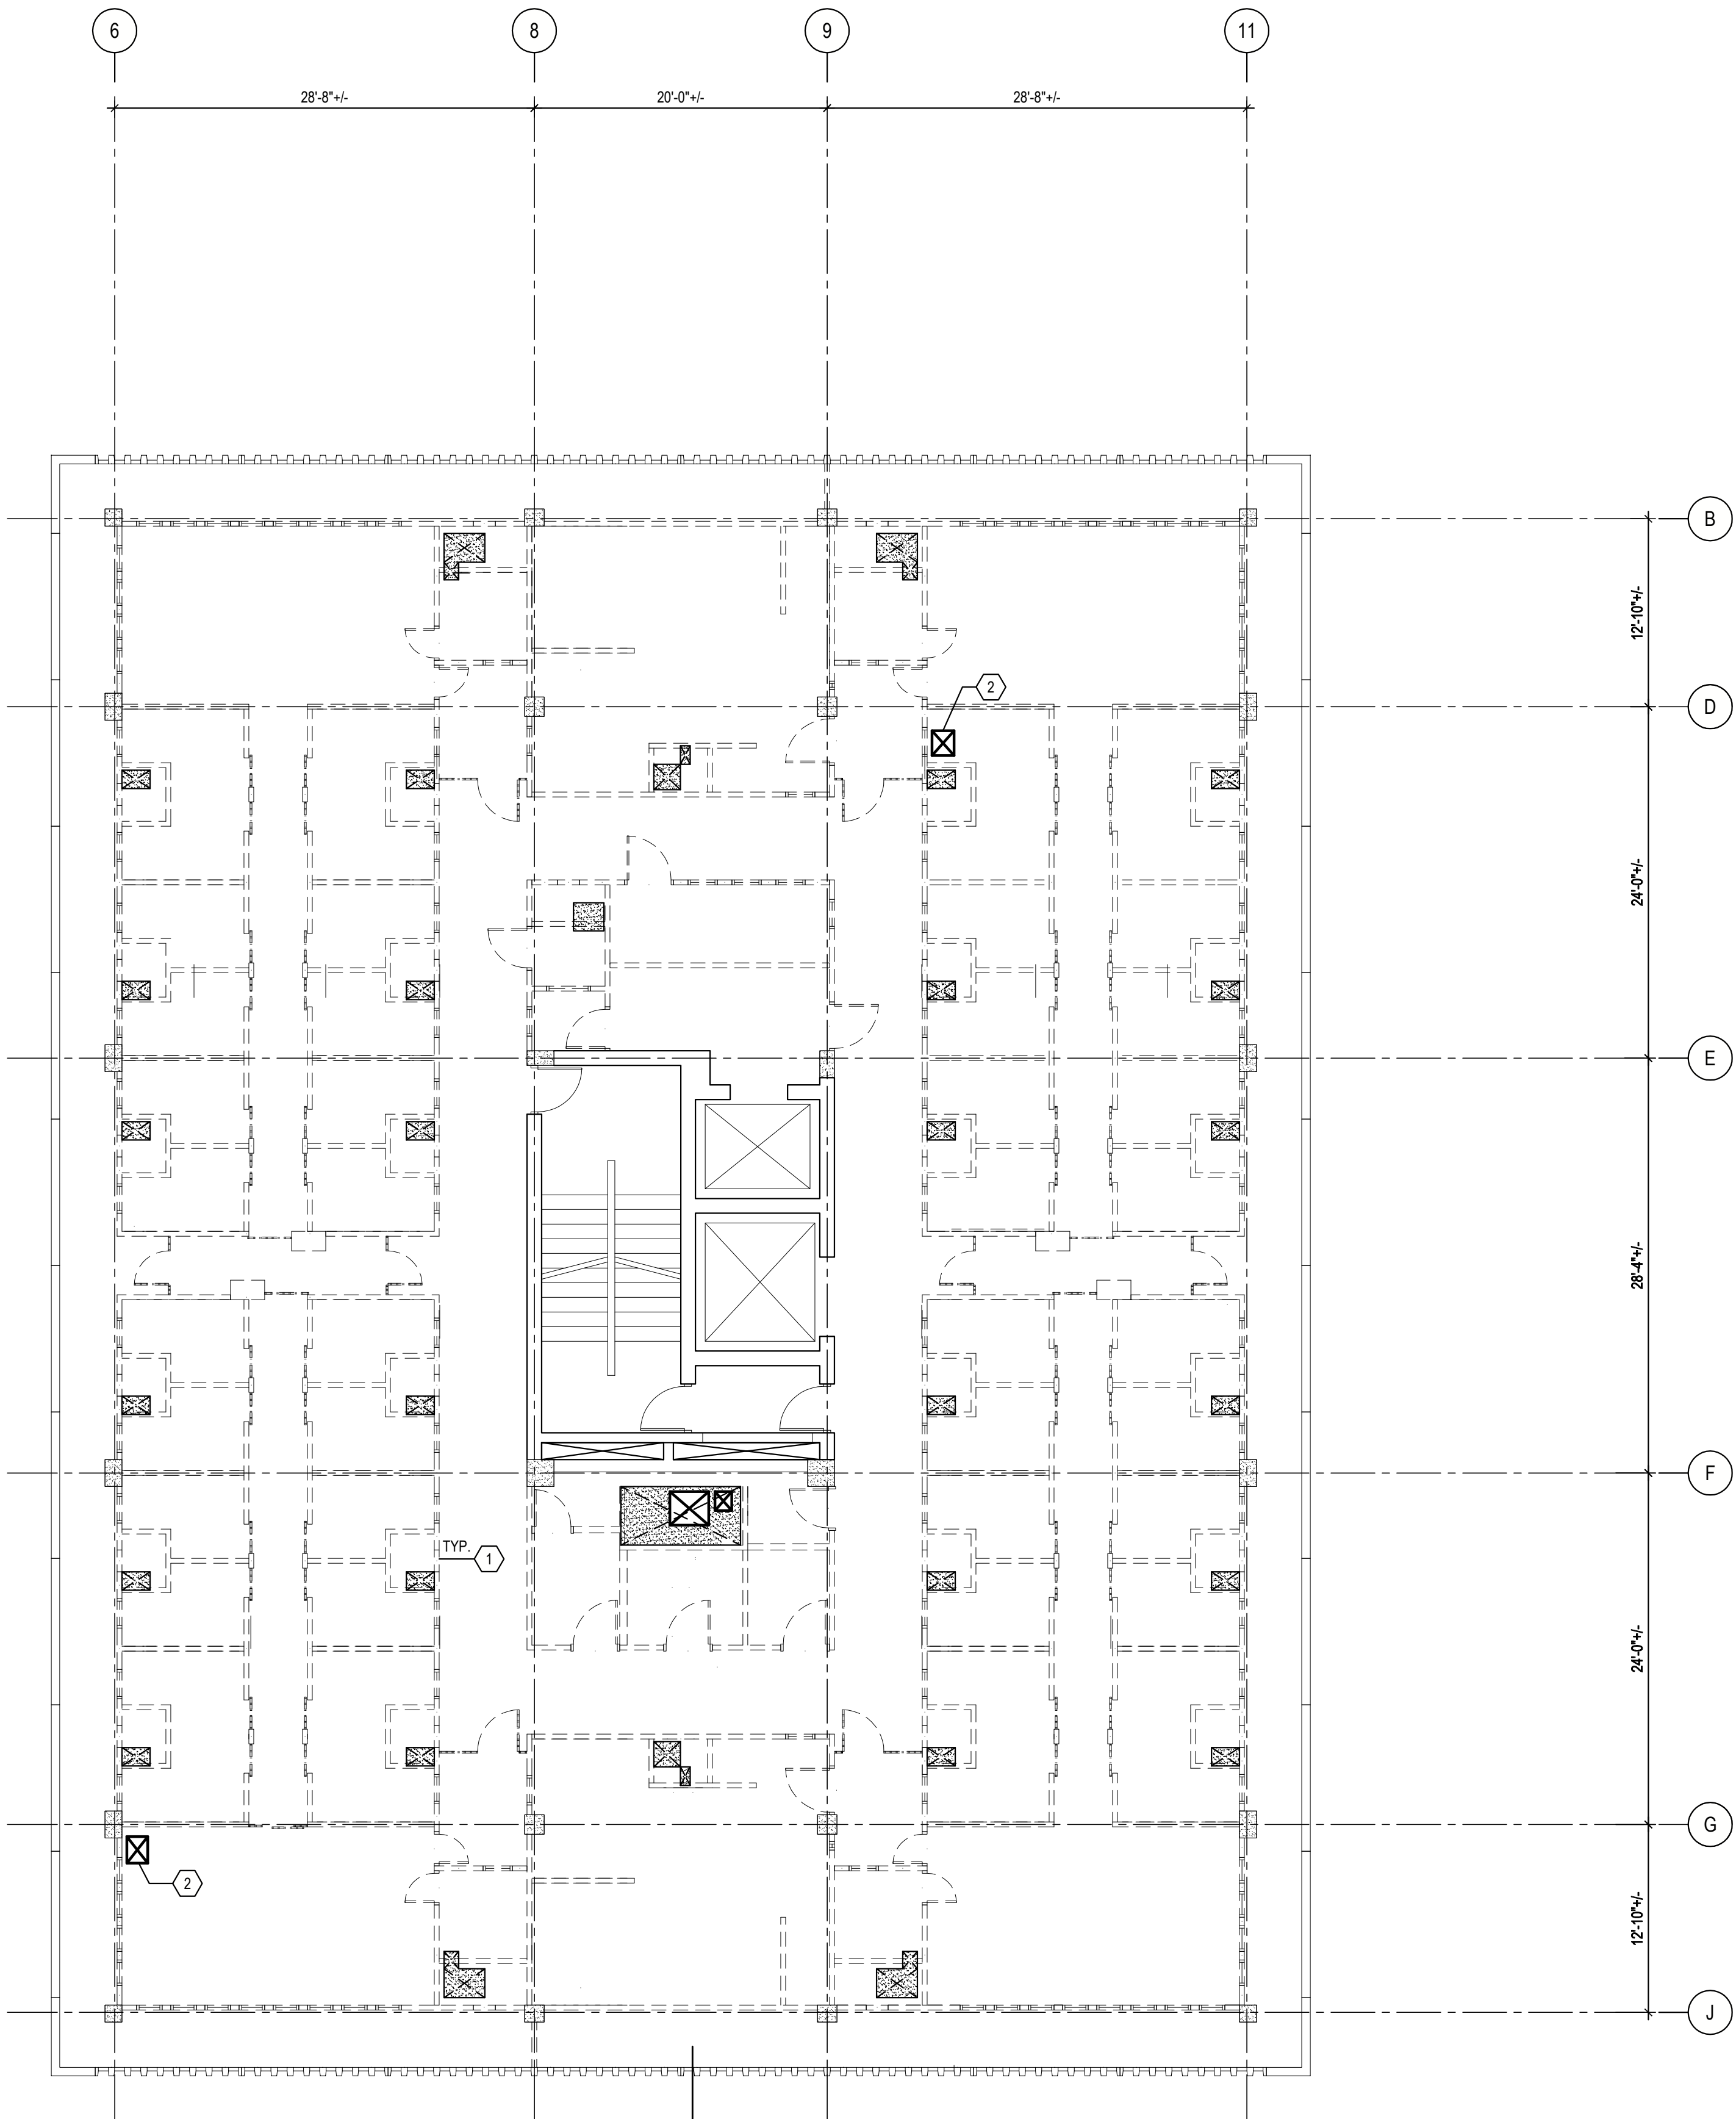 6
8
9
11
28'-8"+/-
20'-0"+/-
28'-8"+/-
B
12'-10"+/-
2
D
24'-0"+/-
E
28'-4"+/-
F
TYP.
1
24'-0"+/-
G
2
12'-10"+/-
J